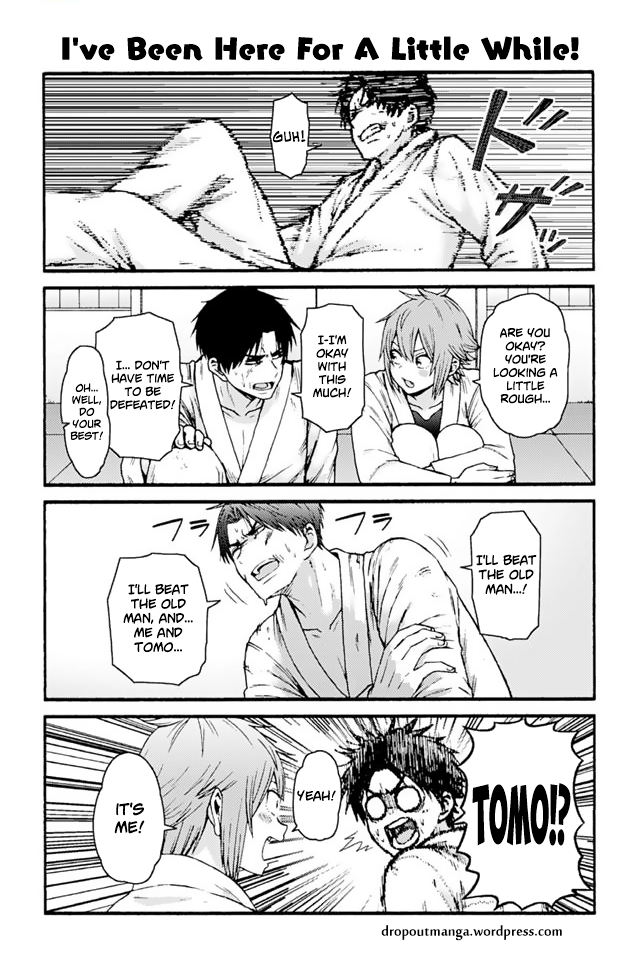 I've Been Here For A Little While!
ドザッ
GUH!
ARE YOU
OKAY?
YOU'RE
LOOKING A
LITTLE
ROUGH...
I-I'M
OKAY
WITH
THIS
MUCH!
I... DON'T
HAVE TIME
TO BE
DEFEATED!
OH...
WELL,
DO
YOUR
BEST!
I'LL BEAT
THE OLD
MAN...!
フラ
フラ
I'LL BEAT
THE OLD
MAN, AND...
ME AND
TOMO...
TOMO!?
YEAH!
IT'S
ME!
dropoutmanga.wordpress.com